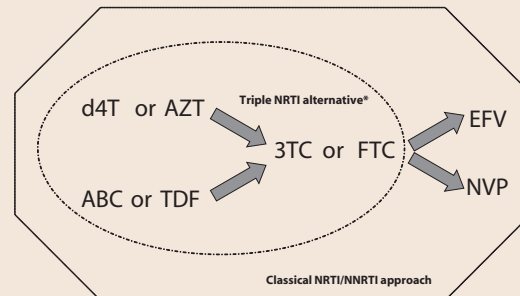 Triple NRTI alternative*
d4T or AZT
EFV
3TC or FTC
NVP
ABC or TDF
Classical NRTI/NNRTI approach